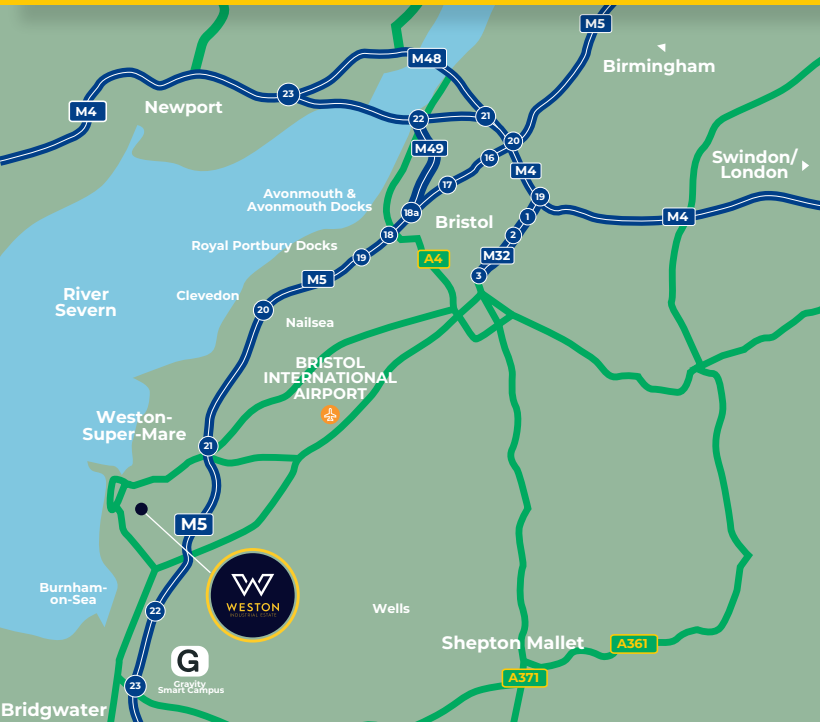 M5
M48
Birmingham
23
M4
Newport
22
21
20
M49
16
Swindon/
London
M4
17
19
Avonmouth &
Avonmouth Docks
18a
1
M4
Bristol
18
2
Royal Portbury Docks
19
A4
M32
M5
3
River
Severn
Clevedon
20
Nailsea
BRISTOL
INTERNATIONAL
AIRPORT
Weston-
Super-Mare
21
M5
Burnham-
on-Sea
W
WESTON
INDUSTRIAL ESTATE
22
Wells
Shepton Mallet
A361
G
Gravity
Smart Campus
A371
23
Bridgwater